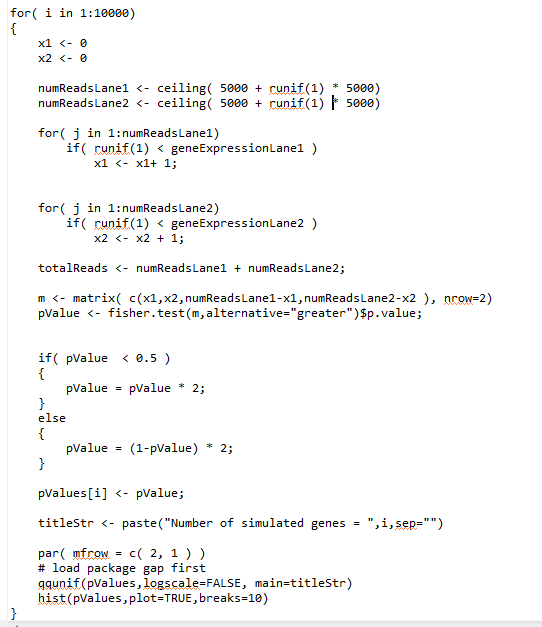 for( i in 1:10000)
{
    x1 <- 0
    x2 <- 0
    numReadsLane1 <- ceiling( 5000 + runif(1) * 5000)
    numReadsLane2 <- ceiling( 5000 + runif(1) * 5000)
    for( j in 1:numReadsLane1)
        if( runif(1) < geneExpressionLane1 )
            x1 <- x1+ 1;
    for( j in 1:numReadsLane2)
        if( runif(1) < geneExpressionLane2 )
            x2 <- x2 + 1;
    totalReads <- numReadsLane1 + numReadsLane2;
    m <- matrix( c(x1,x2,numReadsLane1-x1,numReadsLane2-x2 ), nrow=2)
    pValue <- fisher.test(m,alternative="greater")$p.value;
    if( pValue  < 0.5 )
    {
        pValue = pValue * 2;
    }
    else
    {
        pValue = (1-pValue) * 2;
    }
    pValues[i] <- pValue;
    titleStr <- paste("Number of simulated genes = ",i,sep="")
    par( mfrow = c( 2, 1 ) )
    # load package gap first
    qqunif(pValues,logscale=FALSE, main=titleStr)
    hist(pValues,plot=TRUE,breaks=10)
}